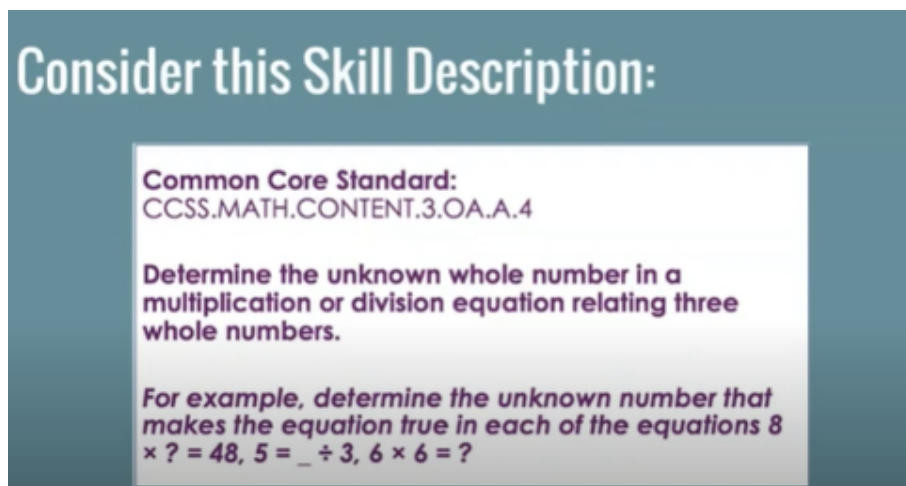 Consider this Skill Description:
Common Core Standard:
CCSS.MATH.CONTENT.3.OA.A.4
Determine the unknown whole number in a
multiplication or division equation relating three
whole numbers.
For example, determine the unknown number that
makes the equation true in each of the equations 8
× ? = 48, 5 = _ ÷ 3, 6 × 6 = ?